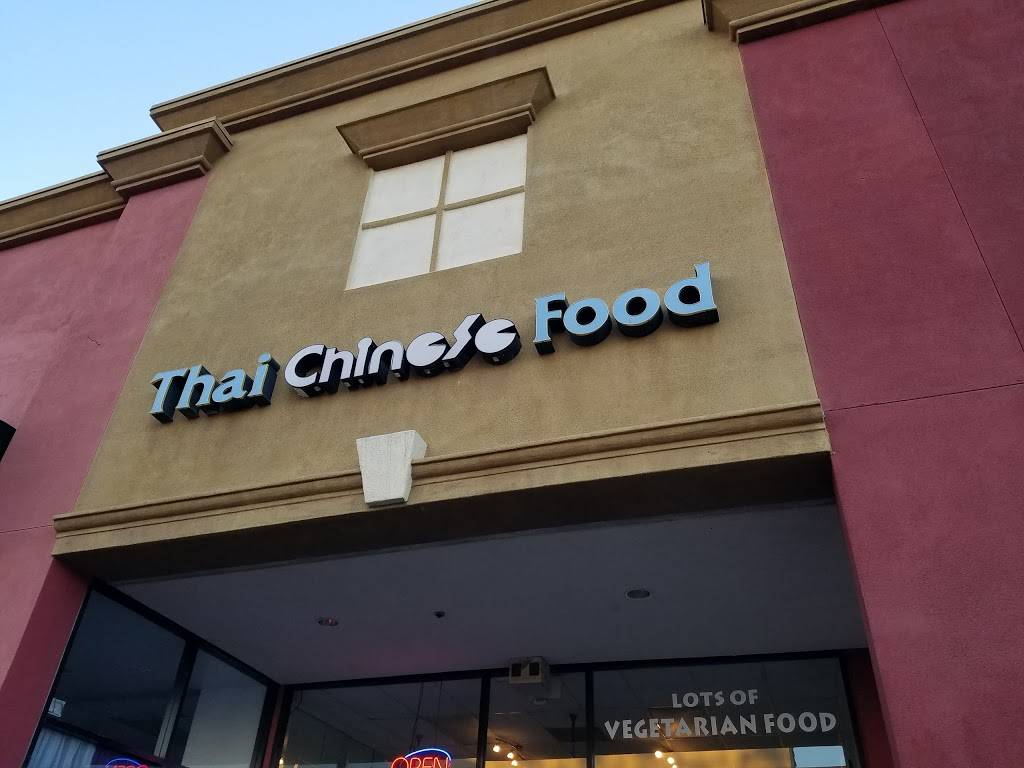 Thai Chinese Food
LOTS OF
VEGETARIAN FOOD
OPEN